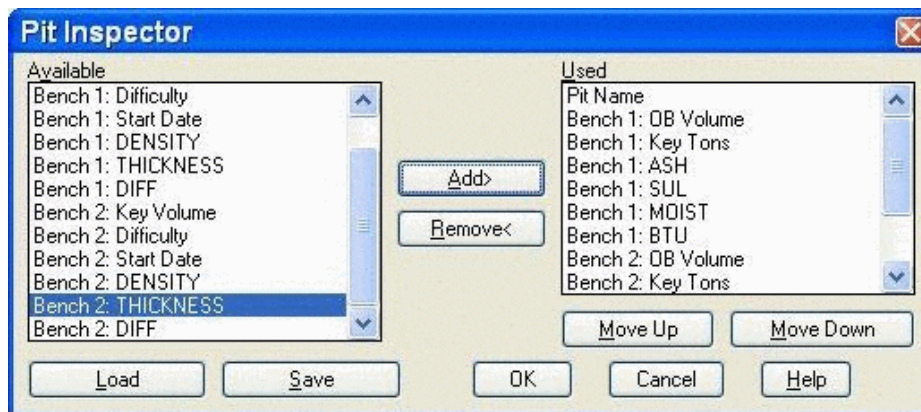 Pit Inspector
Available
Bench 1: Difficulty
Bench 1: Start Date
Bench 1: DENSITY
Bench 1: THICKNESS
Bench 1: DIFF
Bench 2: Key Volume
Bench 2: Difficulty
Bench 2: Start Date
Bench 2: DENSITY
Bench 2: THICKNESS
Bench 2: DIFF
Add>
Remove<
Used
Pit Name
Bench 1: OB Volume
Bench 1: Key Tons
Bench 1: ASH
Bench 1: SUL
Bench 1: MOIST
Bench 1: BTU
Bench 2: OB Volume
Bench 2: Key Tons
Move Up
Move Down
Load
Save
OK
Cancel
Help